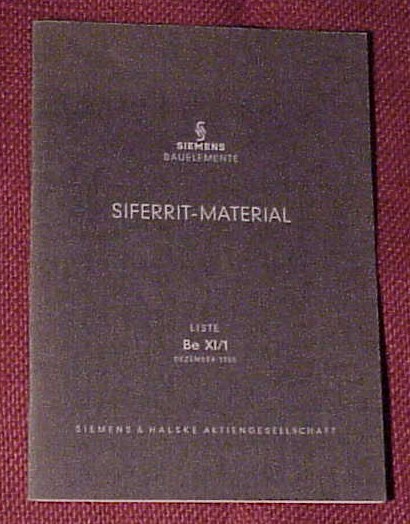 SIEMENS
BAUELEMENTE
SIFERRIT-MATERIAL
LISTE
Be XI/1
DEZEMBER
SIEMENS & HALSKE AKTIENGESELLSCHAFT